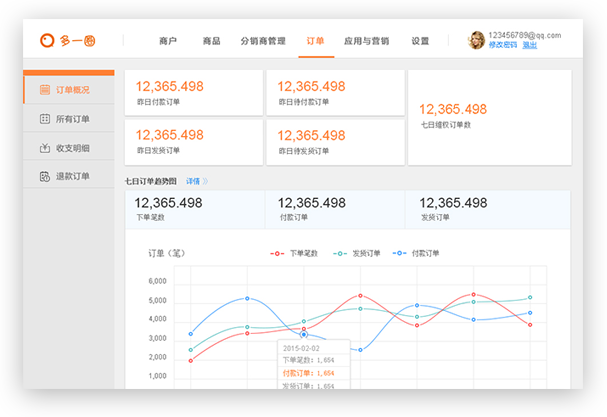 多一圈
商户 商品 分销商管理 订单 应用与营销 设置
123456789@qq.com
修改密码 退出
订单概况
所有订单
收支明细
退款订单
12,365.498
昨日付款订单
12,365.498
昨日待付款订单
12,365.498
七日维权订单数
12,365.498
昨日发货订单
12,365.498
昨日待发货订单
七日订单趋势图 详情
12,365.498
下单笔数
12,365.498
付款订单
12,365.498
发货订单
订单（笔）
下单笔数 发货订单 付款订单
6,000
5,000
4,000
3,000
2,000
1,000
2015-02-02
下单笔数: 1,654
付款订单: 1,654
发货订单: 1,654